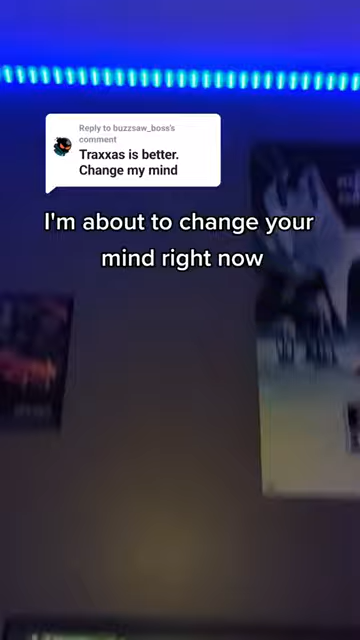 Reply to buzzsaw_boss's
comment
Traxxas is better.
Change my mind
I'm about to change your
mind right now